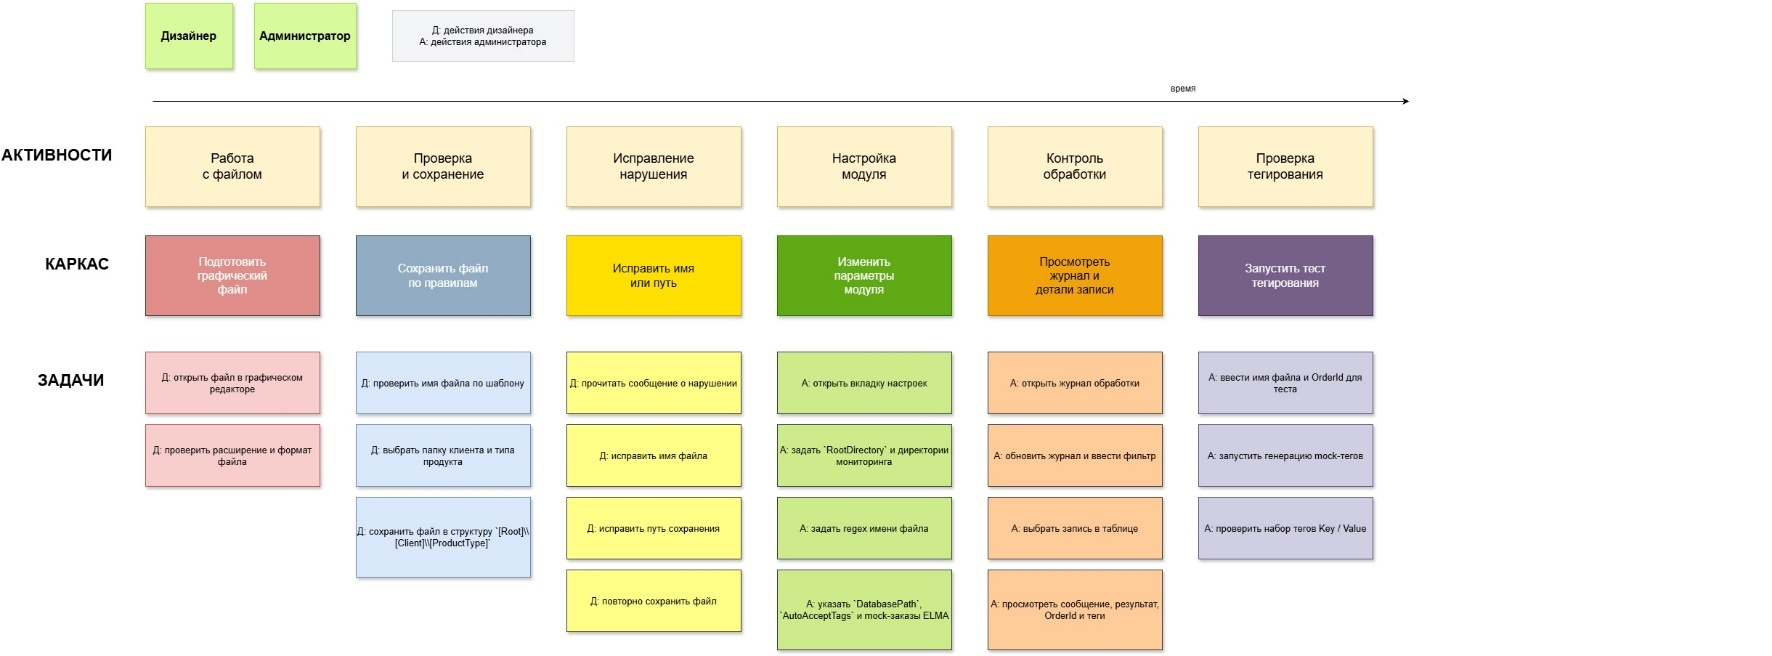 Дизайнер
Администратор
Д: действия дизайнера
А: действия администратора
время
АКТИВНОСТИ
Работа
с файлом
Проверка
и сохранение
Исправление
нарушения
Настройка
модуля
Контроль
обработки
Проверка
тегирования
КАРКАС
Подготовить
графический
файл
Сохранить файл
по правилам
Исправить имя
или путь
Изменить
параметры
модуля
Просмотреть
журнал и
детали записи
Запустить тест
тегирования
ЗАДАЧИ
Д: открыть файл в графическом
редакторе
Д: проверить имя файла по шаблону
Д: прочитать сообщение о нарушении
А: открыть вкладку настроек
А: открыть журнал обработки
А: ввести имя файла и OrderId для
теста
Д: проверить расширение и формат
файла
Д: выбрать папку клиента и типа
продукта
Д: исправить имя файла
А: задать `RootDirectory` и директории
мониторинга
А: обновить журнал и ввести фильтр
А: запустить генерацию mock-тегов
Д: сохранить файл в структуру `[Root]\\
[Client]\\[ProductType]`
Д: исправить путь сохранения
А: задать regex имени файла
А: выбрать запись в таблице
А: проверить набор тегов Key / Value
Д: повторно сохранить файл
А: указать `DatabasePath`,
`AutoAcceptTags` и mock-заказы ELMA
А: просмотреть сообщение, результат,
OrderId и теги